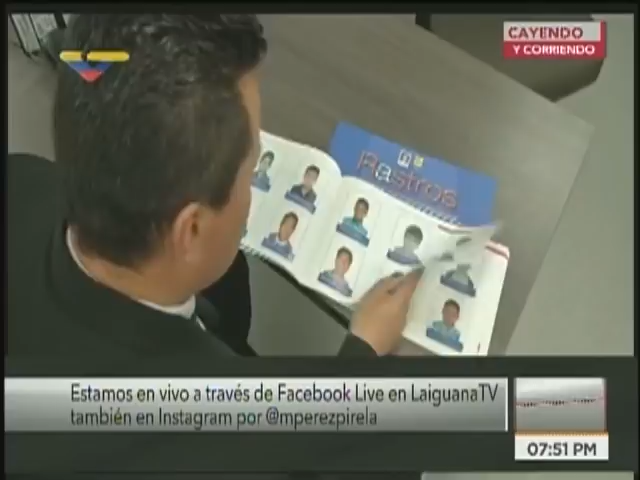 CAYENDO
Y CORRIENDO
Rastros
Estamos en vivo a través de Facebook Live en LaiguanaTV
también en Instagram por @mperezpirela
07:51 PM